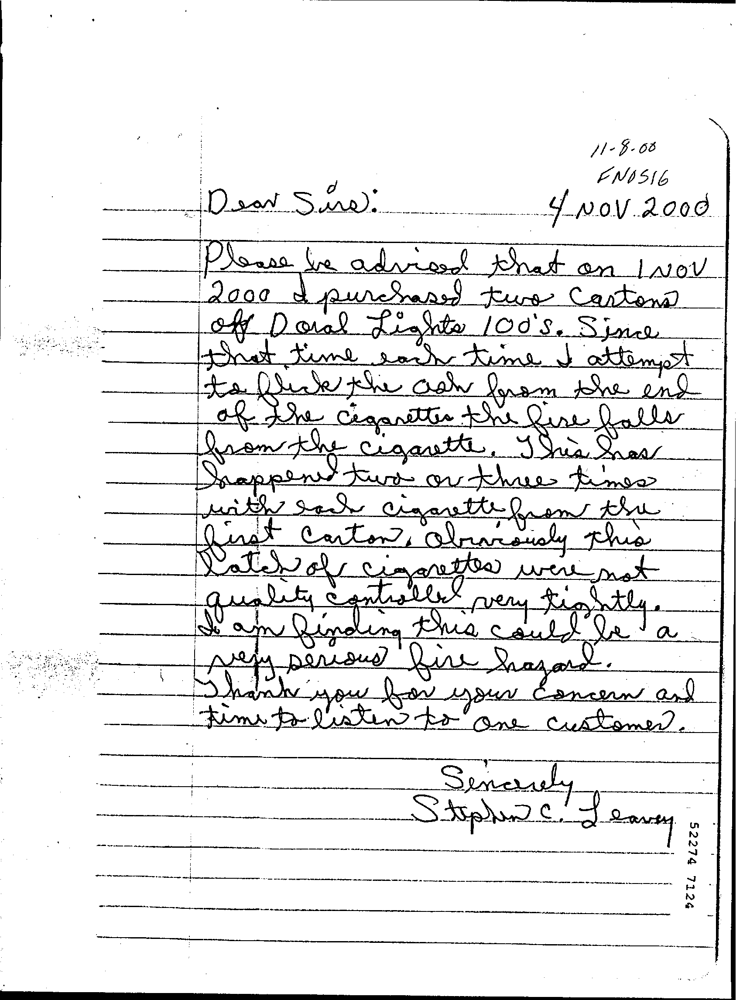 11-8-00
FN0516
Dear Sirs:
4 NOV 2000
Please be advised that on 1 NOV
2000 I purchased two Cartons
off Doral Lights 100's. Since
that time each time I attempt
to flick the ash from the end
of the cigarettes the fire falls
from the cigarette. This has
happened two or three times
with each cigarette from the
first carton. Obviously this
batch of cigarettes were not
quality controlled very tightly.
I am finding this could be a
very serious fire hazard.
Thank you for your concern and
time to listen to one customer.
Sincerely
Stephen C. Leavey
52274 7124